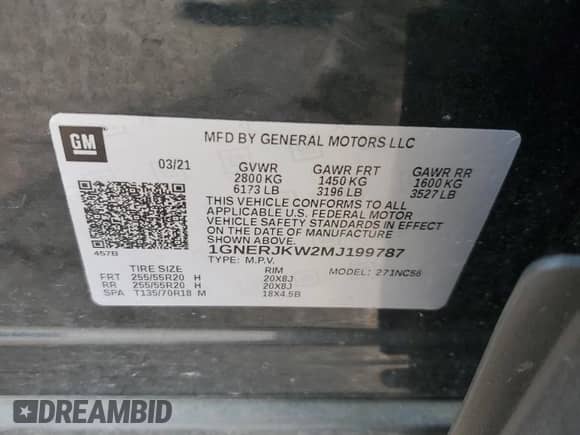 GM
MFD BY GENERAL MOTORS LLC
03/21 GVWR GAWR FRT GAWR RR
2800 KG 1450 KG 1600 KG
6173 LB 3196 LB 3527 LB
THIS VEHICLE CONFORMS TO ALL
APPLICABLE U.S. FEDERAL MOTOR
VEHICLE SAFETY STANDARDS IN EFFECT
ON THE DATE OF MANUFACTURE
SHOWN ABOVE.
457B
1GNERJKW2MJ199787
TYPE: M.P.V. MODEL: 271NC56
TIRE SIZE RIM
FRT 255/55R20 H 20X8J
RR 255/55R20 H 20X8J
SPA T135/70R18 M 18X4.5B
DREAMBID